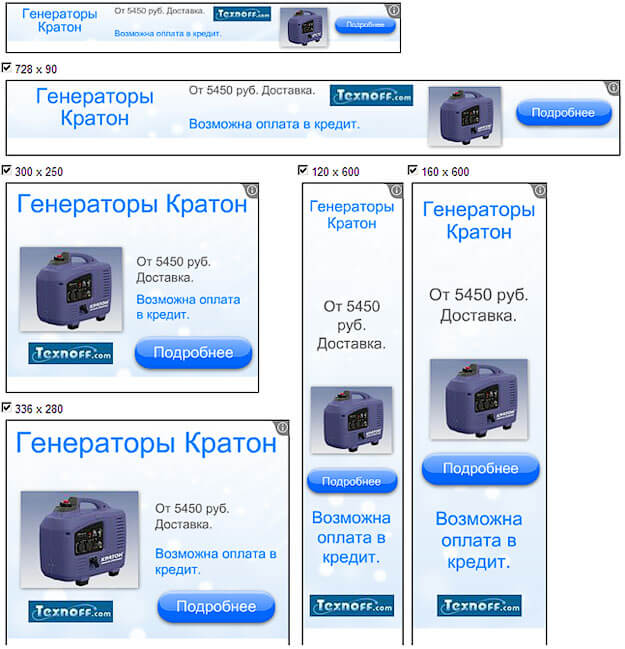 Генераторы
Кратон
От 5450 руб. Доставка.
Возможна оплата в кредит.
Texnoff.com
Подробнее
728 x 90
Генераторы
Кратон
От 5450 руб. Доставка.
Возможна оплата в кредит.
Texnoff.com
Подробнее
300 x 250
Генераторы Кратон
От 5450 руб.
Доставка.
Возможна оплата
в кредит.
KРATOH
Texnoff.com
Подробнее
336 x 280
Генераторы Кратон
От 5450 руб.
Доставка.
Возможна оплата в
кредит.
КРАТОН
Texnoff.com
Подробнее
120 x 600
Генераторы
Кратон
От 5450
руб.
Доставка.
КРАТОН
Подробнее
Возможна
оплата в
кредит.
Texnoff.com
160 x 600
Генераторы
Кратон
От 5450 руб.
Доставка.
КРАТОН
Подробнее
Возможна
оплата в
кредит.
Texnoff.com